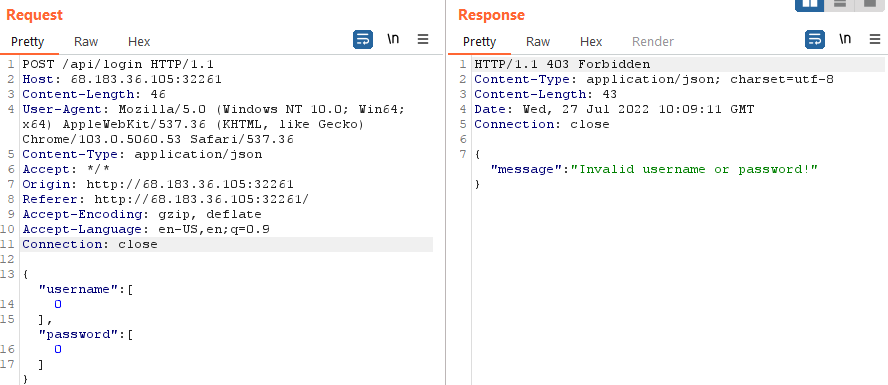 Request
Pretty Raw Hex \n
1 POST /api/login HTTP/1.1
2 Host: 68.183.36.105:32261
3 Content-Length: 46
4 User-Agent: Mozilla/5.0 (Windows NT 10.0; Win64;
x64) AppleWebKit/537.36 (KHTML, like Gecko)
Chrome/103.0.5060.53 Safari/537.36
5 Content-Type: application/json
6 Accept: */*
7 Origin: http://68.183.36.105:32261
8 Referer: http://68.183.36.105:32261/
9 Accept-Encoding: gzip, deflate
10 Accept-Language: en-US,en;q=0.9
11 Connection: close
12
13 {
"username":[
14 0
15 ],
"password":[
16 0
17 ]
}
Response
Pretty Raw Hex Render \n
1 HTTP/1.1 403 Forbidden
2 Content-Type: application/json; charset=utf-8
3 Content-Length: 43
4 Date: Wed, 27 Jul 2022 10:09:11 GMT
5 Connection: close
6
7 {
"message":"Invalid username or password!"
}